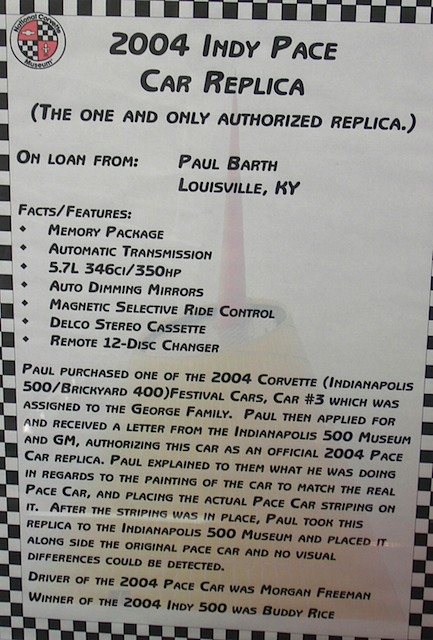 National Corvette
Museum
2004 INDY PACE
CAR REPLICA
(THE ONE AND ONLY AUTHORIZED REPLICA.)
ON LOAN FROM: PAUL BARTH
LOUISVILLE, KY
FACTS/FEATURES:
MEMORY PACKAGE
AUTOMATIC TRANSMISSION
5.7L 346CI/350HP
AUTO DIMMING MIRRORS
MAGNETIC SELECTIVE RIDE CONTROL
DELCO STEREO CASSETTE
REMOTE 12-DISC CHANGER
PAUL PURCHASED ONE OF THE 2004 CORVETTE (INDIANAPOLIS
500/BRICKYARD 400)FESTIVAL CARS, CAR #3 WHICH WAS
ASSIGNED TO THE GEORGE FAMILY. PAUL THEN APPLIED FOR
AND RECEIVED A LETTER FROM THE INDIANAPOLIS 500 MUSEUM
AND GM, AUTHORIZING THIS CAR AS AN OFFICIAL 2004 PACE
CAR REPLICA. PAUL EXPLAINED TO THEM WHAT HE WAS DOING
IN REGARDS TO THE PAINTING OF THE CAR TO MATCH THE REAL
PACE CAR, AND PLACING THE ACTUAL PACE CAR STRIPING ON
IT. AFTER THE STRIPING WAS IN PLACE, PAUL TOOK THIS
REPLICA TO THE INDIANAPOLIS 500 MUSEUM AND PLACED IT
ALONG SIDE THE ORIGINAL PACE CAR AND NO VISUAL
DIFFERENCES COULD BE DETECTED.
DRIVER OF THE 2004 PACE CAR WAS MORGAN FREEMAN
WINNER OF THE 2004 INDY 500 WAS BUDDY RICE